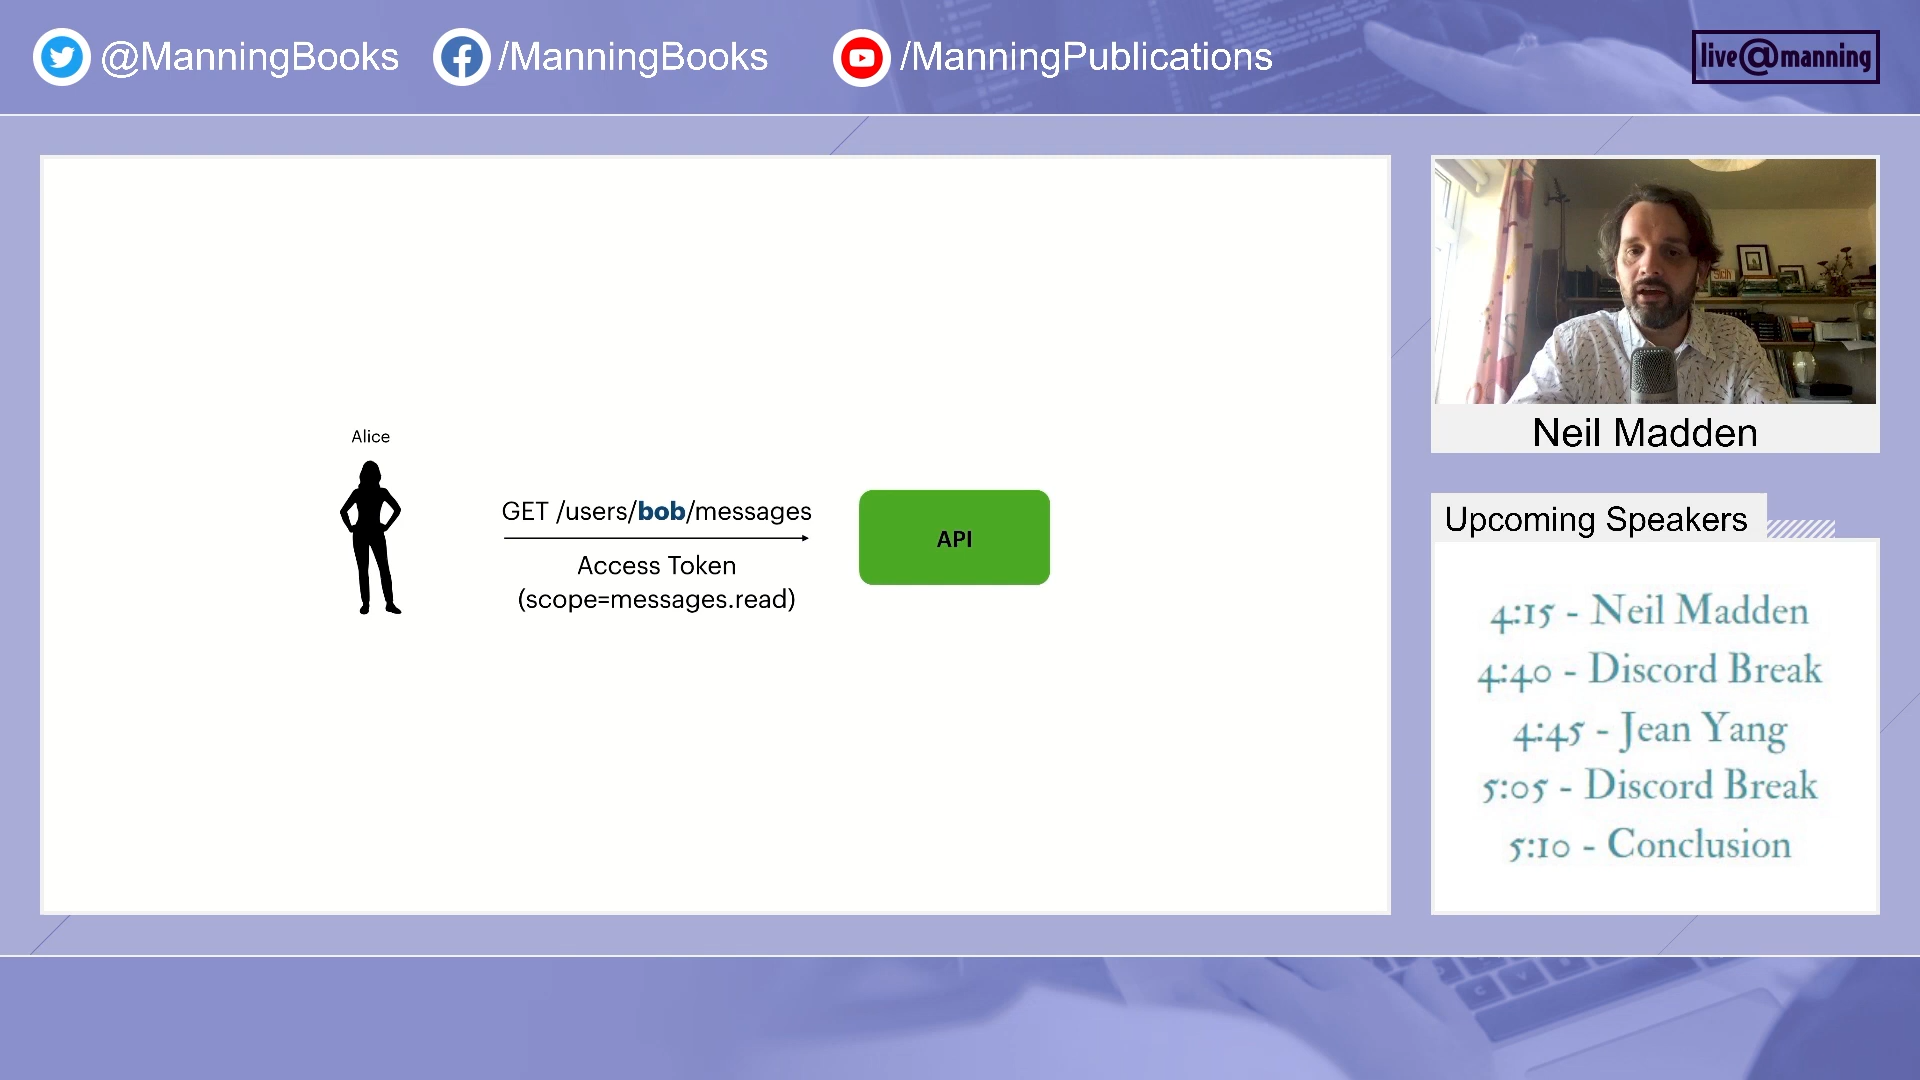 @ManningBooks
/ManningBooks
/ManningPublications
live@manning
Alice
GET /users/bob/messages
Access Token
(scope=messages.read)
API
Neil Madden
Upcoming Speakers
4:15 - Neil Madden
4:40 - Discord Break
4:45 - Jean Yang
5:05 - Discord Break
5:10 - Conclusion